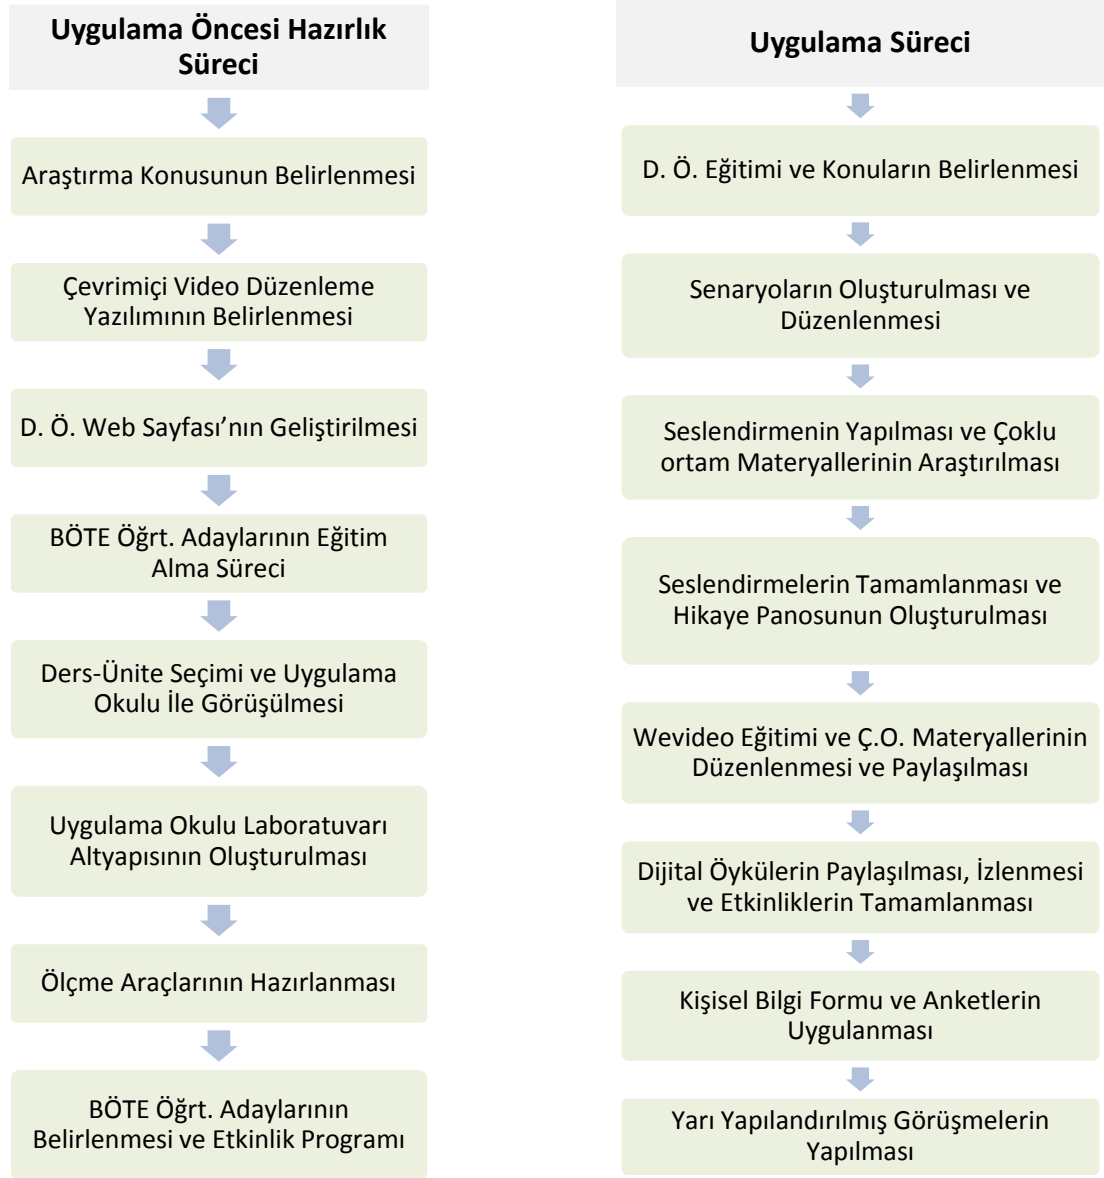 Uygulama Öncesi Hazırlık
Süreci
Araştırma Konusunun Belirlenmesi
Çevrimiçi Video Düzenleme
Yazılımının Belirlenmesi
D. Ö. Web Sayfası’nın Geliştirilmesi
BÖTE Öğrt. Adaylarının Eğitim
Alma Süreci
Ders-Ünite Seçimi ve Uygulama
Okulu İle Görüşülmesi
Uygulama Okulu Laboratuvarı
Altyapısının Oluşturulması
Ölçme Araçlarının Hazırlanması
BÖTE Öğrt. Adaylarının
Belirlenmesi ve Etkinlik Programı
Uygulama Süreci
D. Ö. Eğitimi ve Konuların Belirlenmesi
Senaryoların Oluşturulması ve
Düzenlenmesi
Seslendirmenin Yapılması ve Çoklu
ortam Materyallerinin Araştırılması
Seslendirmelerin Tamamlanması ve
Hikaye Panosunun Oluşturulması
Wevideo Eğitimi ve Ç.O. Materyallerinin
Düzenlenmesi ve Paylaşılması
Dijital Öykülerin Paylaşılması, İzlenmesi
ve Etkinliklerin Tamamlanması
Kişisel Bilgi Formu ve Anketlerin
Uygulanması
Yarı Yapılandırılmış Görüşmelerin
Yapılması